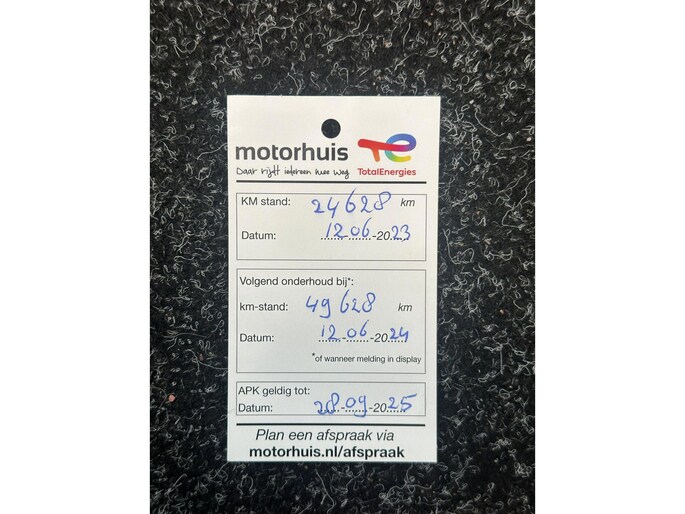 motorhuis
Daar rijdt iedereen mee weg
TotalEnergies
KM stand: 24628 km
Datum: 12-06-2023
Volgend onderhoud bij*:
km-stand: 49628 km
Datum: 12-06-2024
*of wanneer melding in display
APK geldig tot:
Datum: 28-09-2025
Plan een afspraak via
motorhuis.nl/afspraak